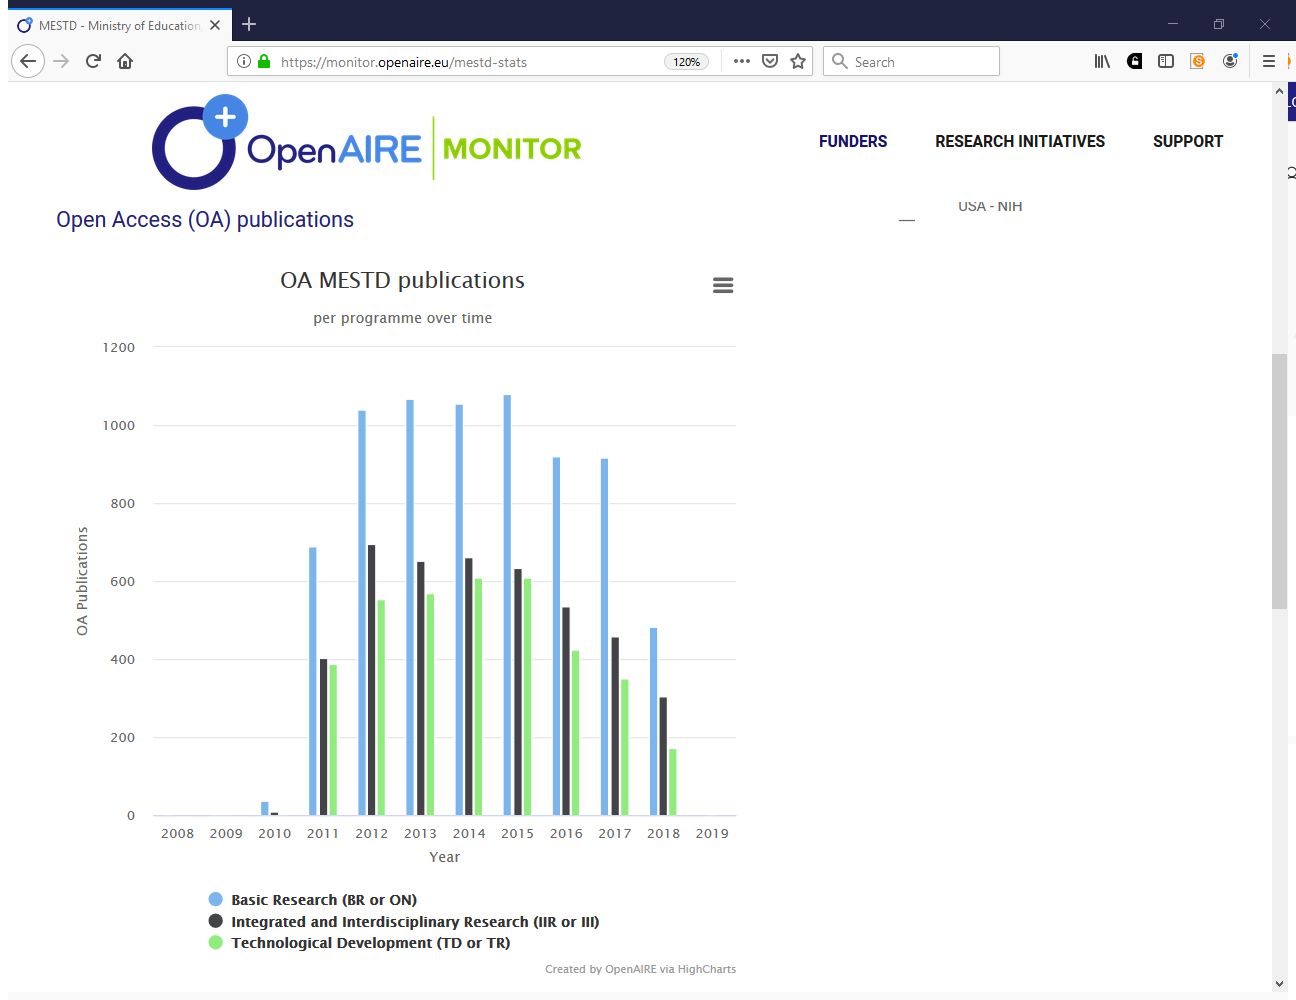 MESTD - Ministry of Education,
https://monitor.openaire.eu/mestd-stats
120%
Search
OpenAIRE MONITOR
FUNDERS
RESEARCH INITIATIVES
SUPPORT
Open Access (OA) publications
USA - NIH
OA MESTD publications
per programme over time
1200
1000
800
600
400
200
0
OA Publications
2008 2009 2010 2011 2012 2013 2014 2015 2016 2017 2018 2019
Year
Basic Research (BR or ON)
Integrated and Interdisciplinary Research (IIR or III)
Technological Development (TD or TR)
Created by OpenAIRE via HighCharts